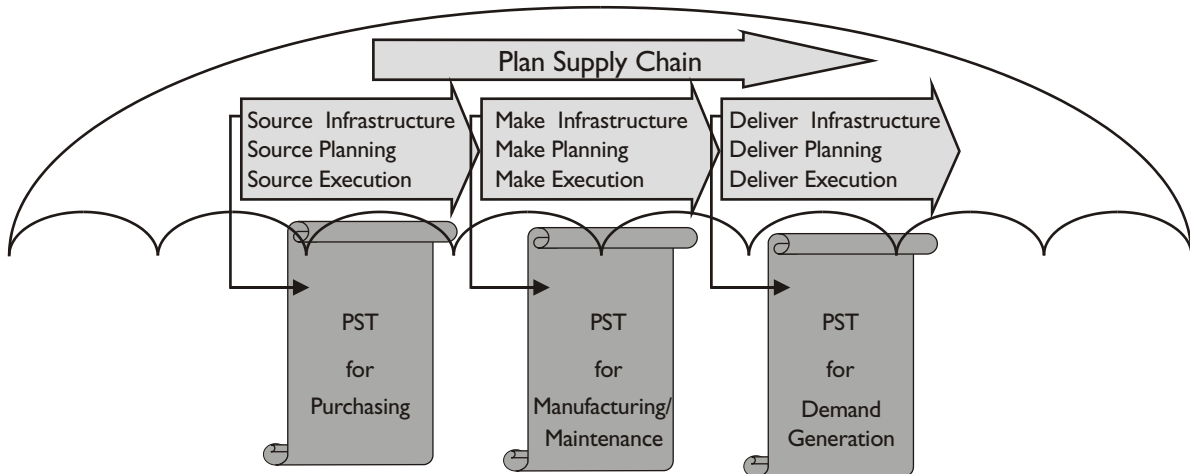 Plan Supply Chain
Source Infrastructure
Source Planning
Source Execution
Make Infrastructure
Make Planning
Make Execution
Deliver Infrastructure
Deliver Planning
Deliver Execution
PST
for
Purchasing
PST
for
Manufacturing/
Maintenance
PST
for
Demand
Generation